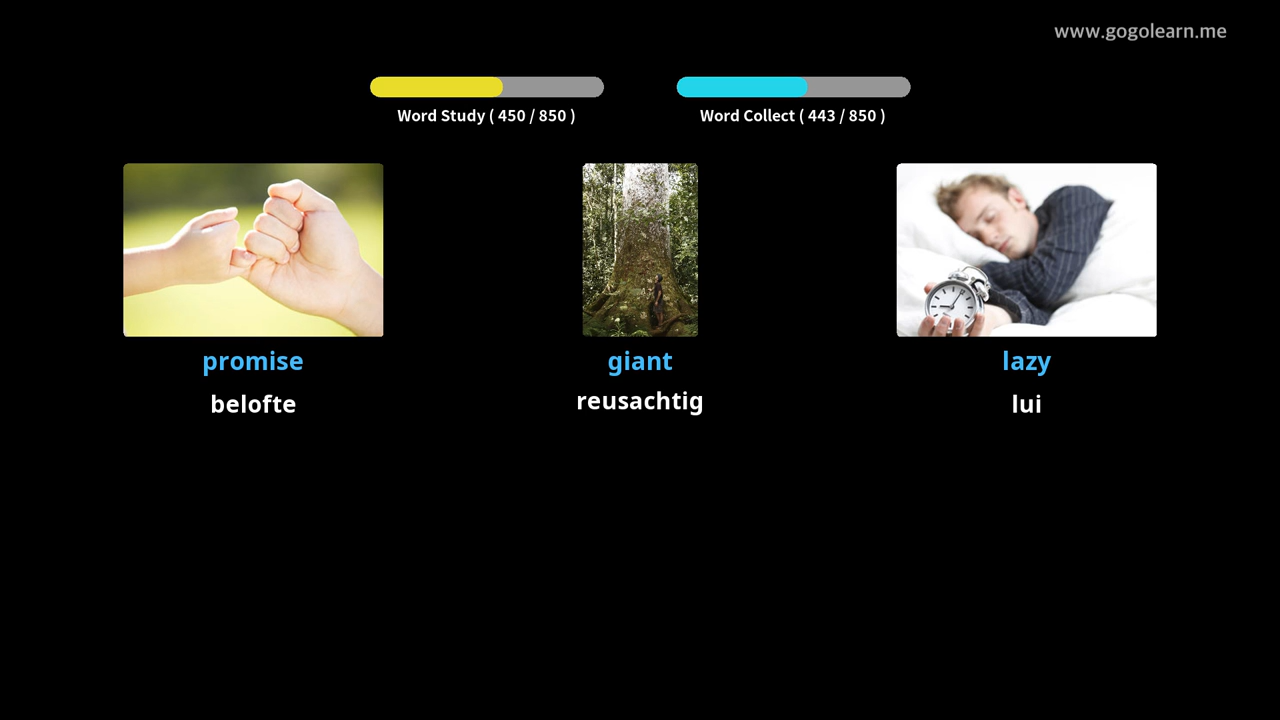 www.gogolearn.me
Word Study ( 450 / 850 )
Word Collect ( 443 / 850 )
promise
giant
lazy
belofte
reusachtig
lui